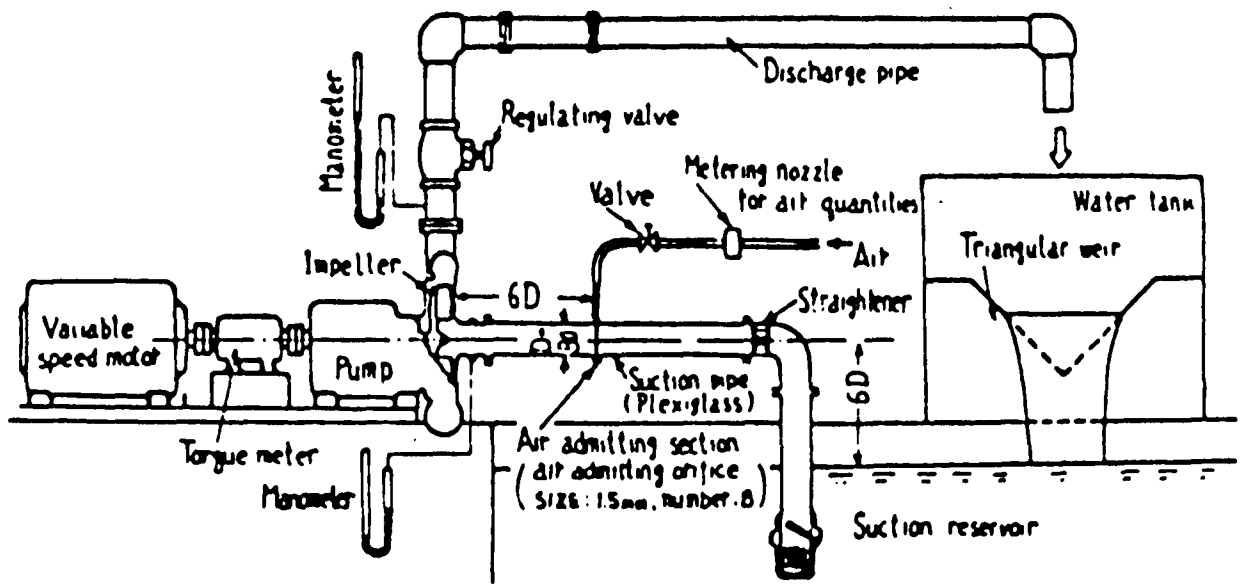 Discharge pipe
Manometer
Regulating valve
Metering nozzle
for air quantities
Valve
Air
Water tank
Triangular weir
Impeller
6D
Straightener
Variable
speed motor
Pump
D
Suction pipe
(Plexiglass)
6D
Torque meter
Air admitting section
(air admitting orifice
SIZE : 1.5mm, number. 8)
Manometer
Suction reservoir